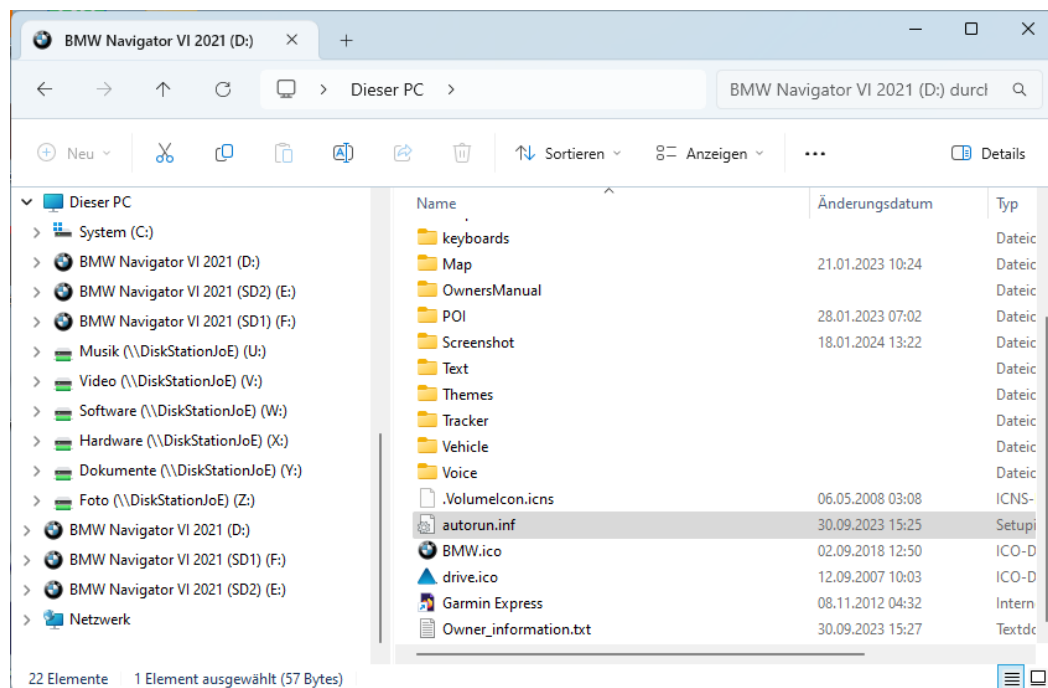 BMW Navigator VI 2021 (D:)
Dieser PC
BMW Navigator VI 2021 (D:) durch
Neu
Sortieren
Anzeigen
Details
Dieser PC
System (C:)
BMW Navigator VI 2021 (D:)
BMW Navigator VI 2021 (SD2) (E:)
BMW Navigator VI 2021 (SD1) (F:)
Musik (\\DiskStationJoE) (U:)
Video (\\DiskStationJoE) (V:)
Software (\\DiskStationJoE) (W:)
Hardware (\\DiskStationJoE) (X:)
Dokumente (\\DiskStationJoE) (Y:)
Foto (\\DiskStationJoE) (Z:)
BMW Navigator VI 2021 (D:)
BMW Navigator VI 2021 (SD1) (F:)
BMW Navigator VI 2021 (SD2) (E:)
Netzwerk
Name Änderungsdatum Typ
keyboards Dateic
Map 21.01.2023 10:24 Dateic
OwnersManual Dateic
POI 28.01.2023 07:02 Dateic
Screenshot 18.01.2024 13:22 Dateic
Text Dateic
Themes Dateic
Tracker Dateic
Vehicle Dateic
Voice Dateic
.VolumeIcon.icns 06.05.2008 03:08 ICNS-
autorun.inf 30.09.2023 15:25 Setupi
BMW.ico 02.09.2018 12:50 ICO-D
drive.ico 12.09.2007 10:03 ICO-D
Garmin Express 08.11.2012 04:32 Intern
Owner_information.txt 30.09.2023 15:27 Textdc
22 Elemente 1 Element ausgewählt (57 Bytes)